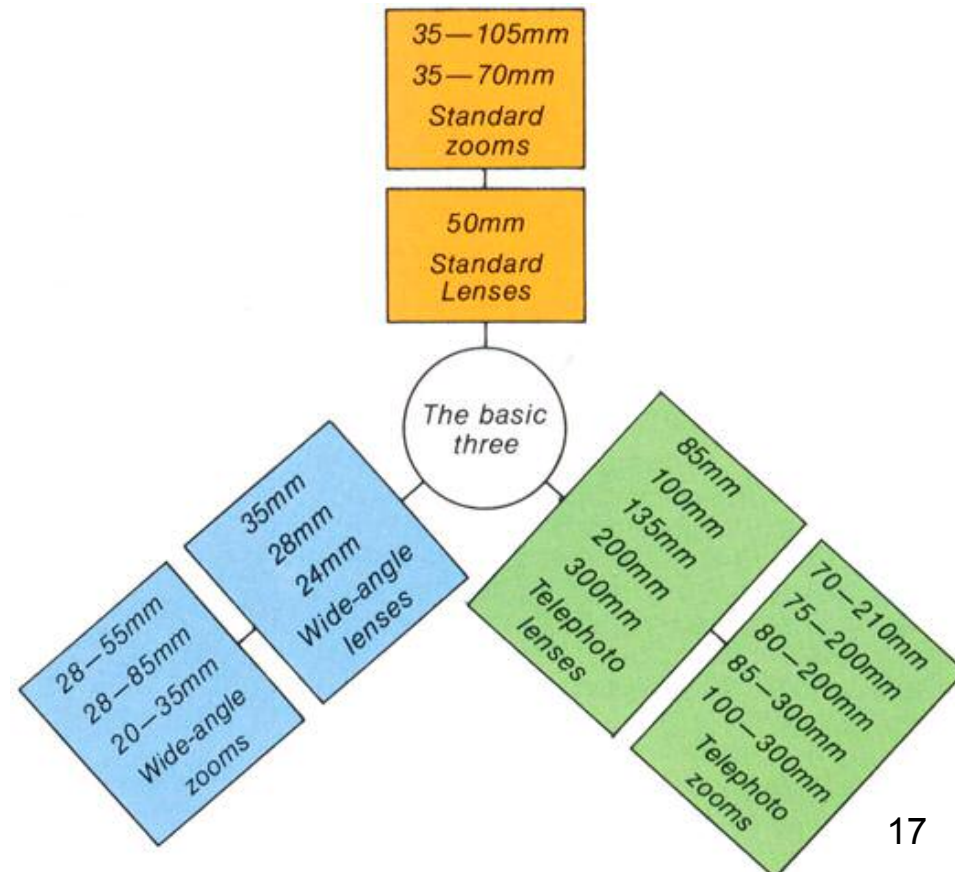 35—105mm
35—70mm
Standard
zooms
50mm
Standard
Lenses
The basic
three
35mm
28mm
24mm
Wide-angle
lenses
28—55mm
28—85mm
20—35mm
Wide-angle
zooms
85mm
100mm
135mm
200mm
300mm
Telephoto
lenses
70—210mm
75—200mm
80—200mm
85—300mm
100—300mm
Telephoto
zooms
17